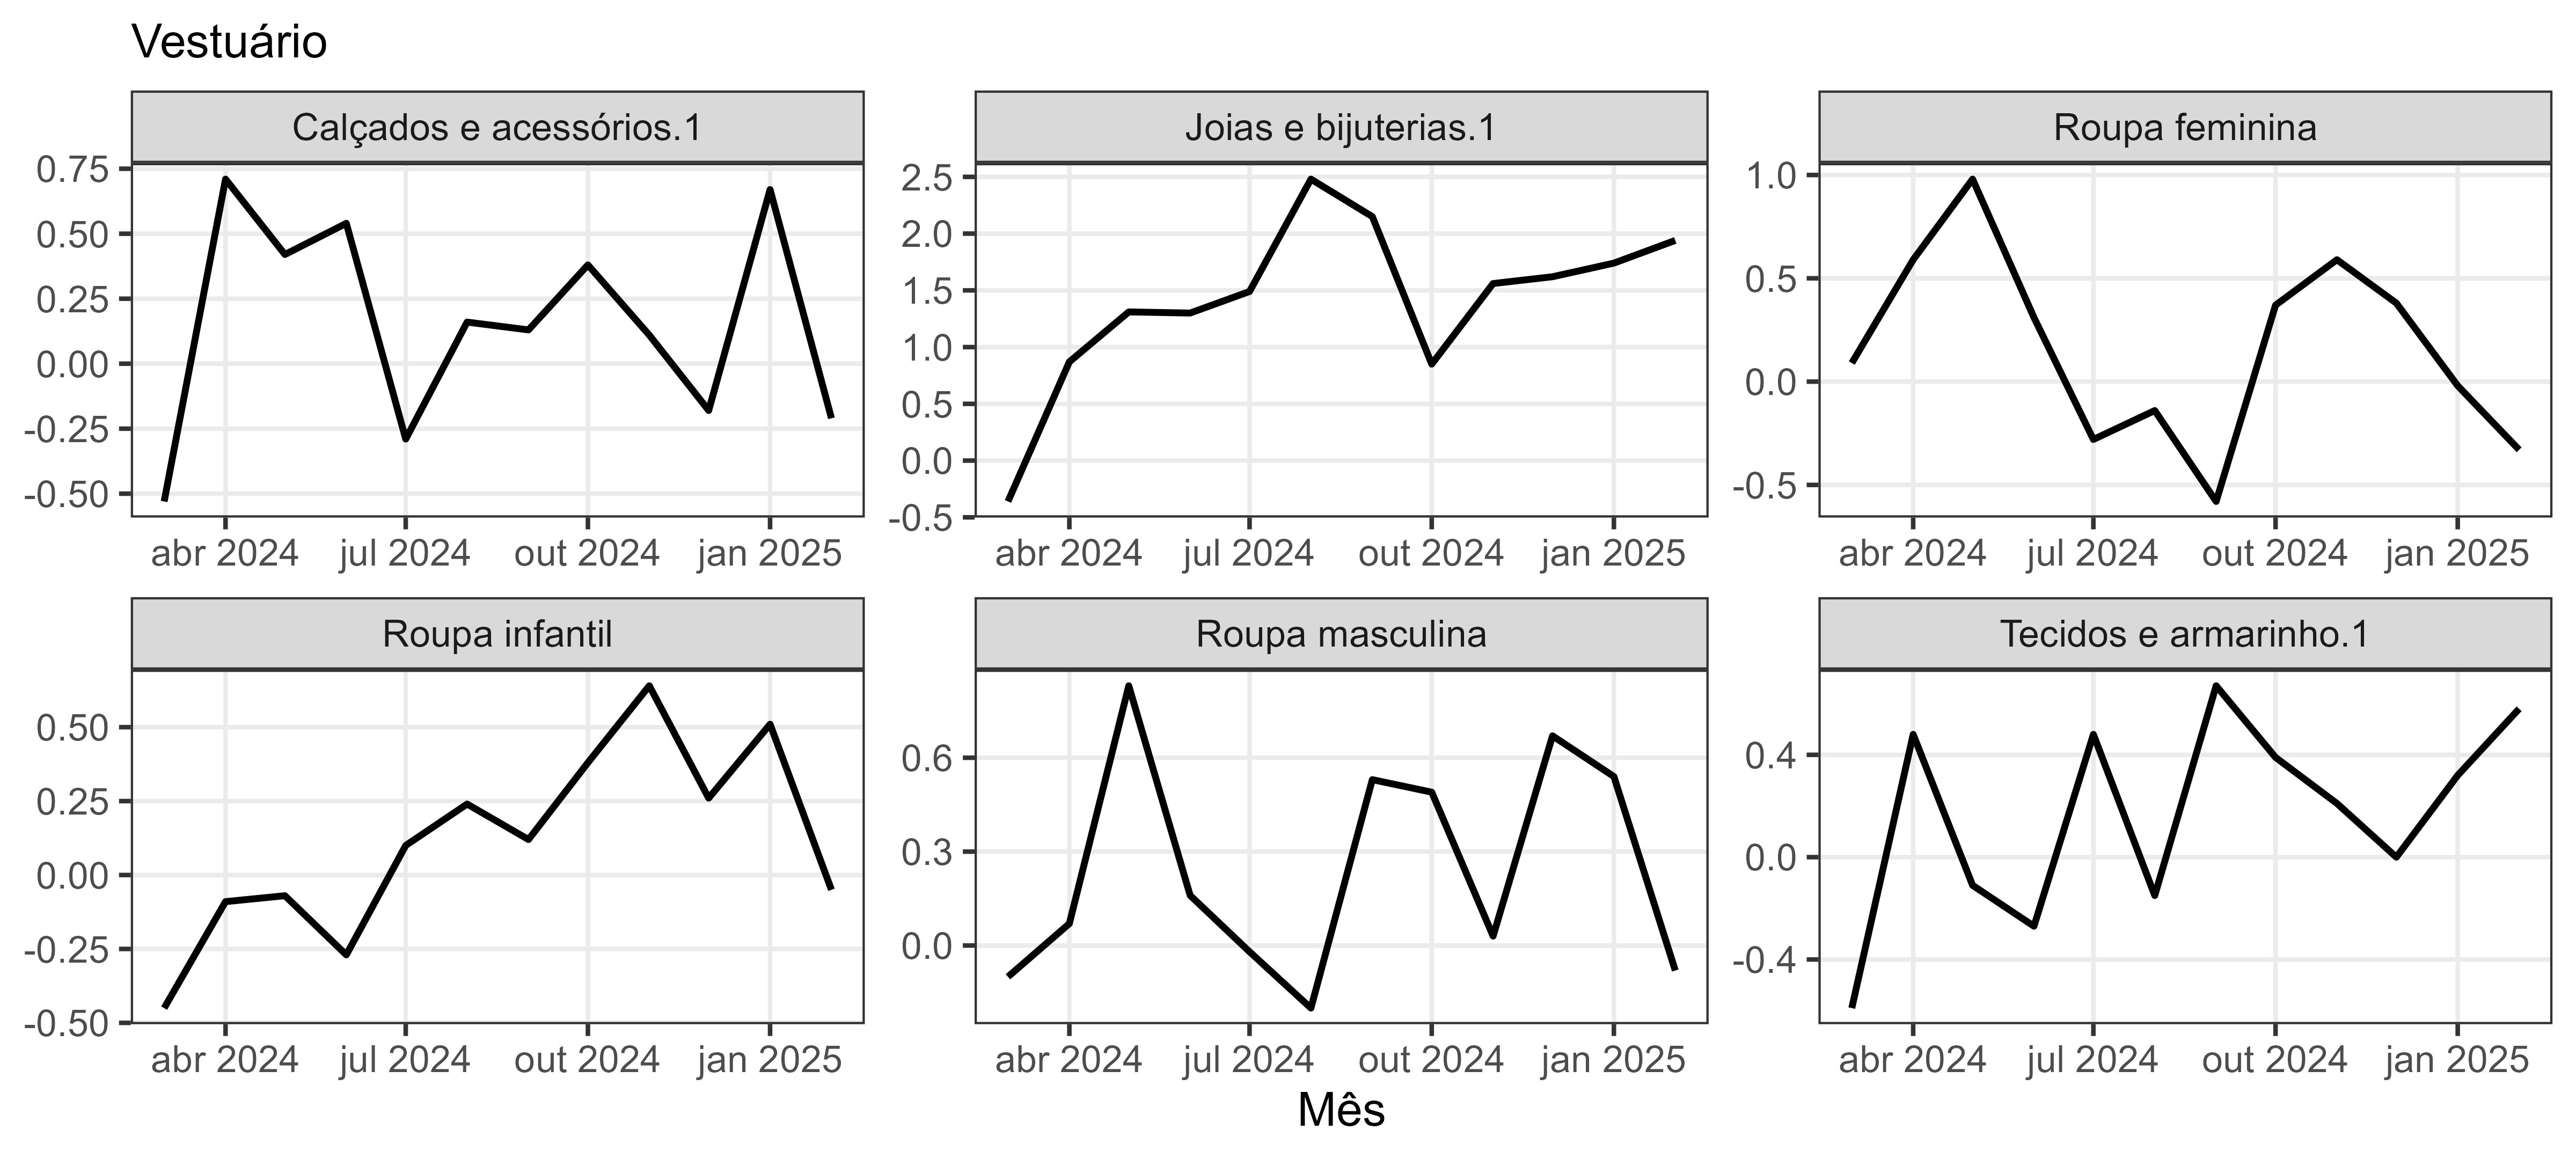 Vestuário
Calçados e acessórios.1
0.75
0.50
0.25
0.00
-0.25
-0.50
abr 2024 jul 2024 out 2024 jan 2025
Joias e bijuterias.1
2.5
2.0
1.5
1.0
0.5
0.0
-0.5
abr 2024 jul 2024 out 2024 jan 2025
Roupa feminina
1.0
0.5
0.0
-0.5
abr 2024 jul 2024 out 2024 jan 2025
Roupa infantil
0.50
0.25
0.00
-0.25
-0.50
abr 2024 jul 2024 out 2024 jan 2025
Roupa masculina
0.6
0.3
0.0
abr 2024 jul 2024 out 2024 jan 2025
Tecidos e armarinho.1
0.4
0.0
-0.4
abr 2024 jul 2024 out 2024 jan 2025
Mês